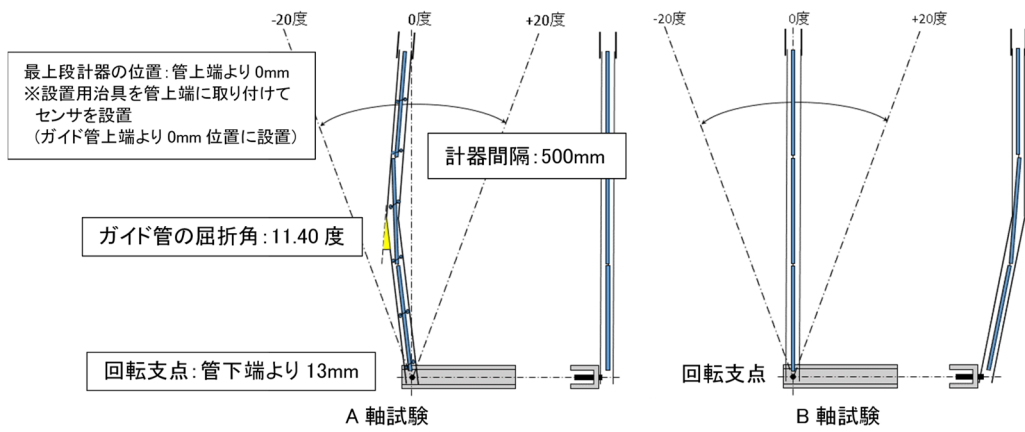 -20度
0度
+20度
-20度
0度
+20度
最上段計器の位置：管上端より 0mm
※設置用治具を管上端に取り付けて
センサを設置
（ガイド管上端より 0mm 位置に設置）
計器間隔：500mm
ガイド管の屈折角：11.40 度
回転支点：管下端より 13mm
回転支点
A 軸試験
B 軸試験